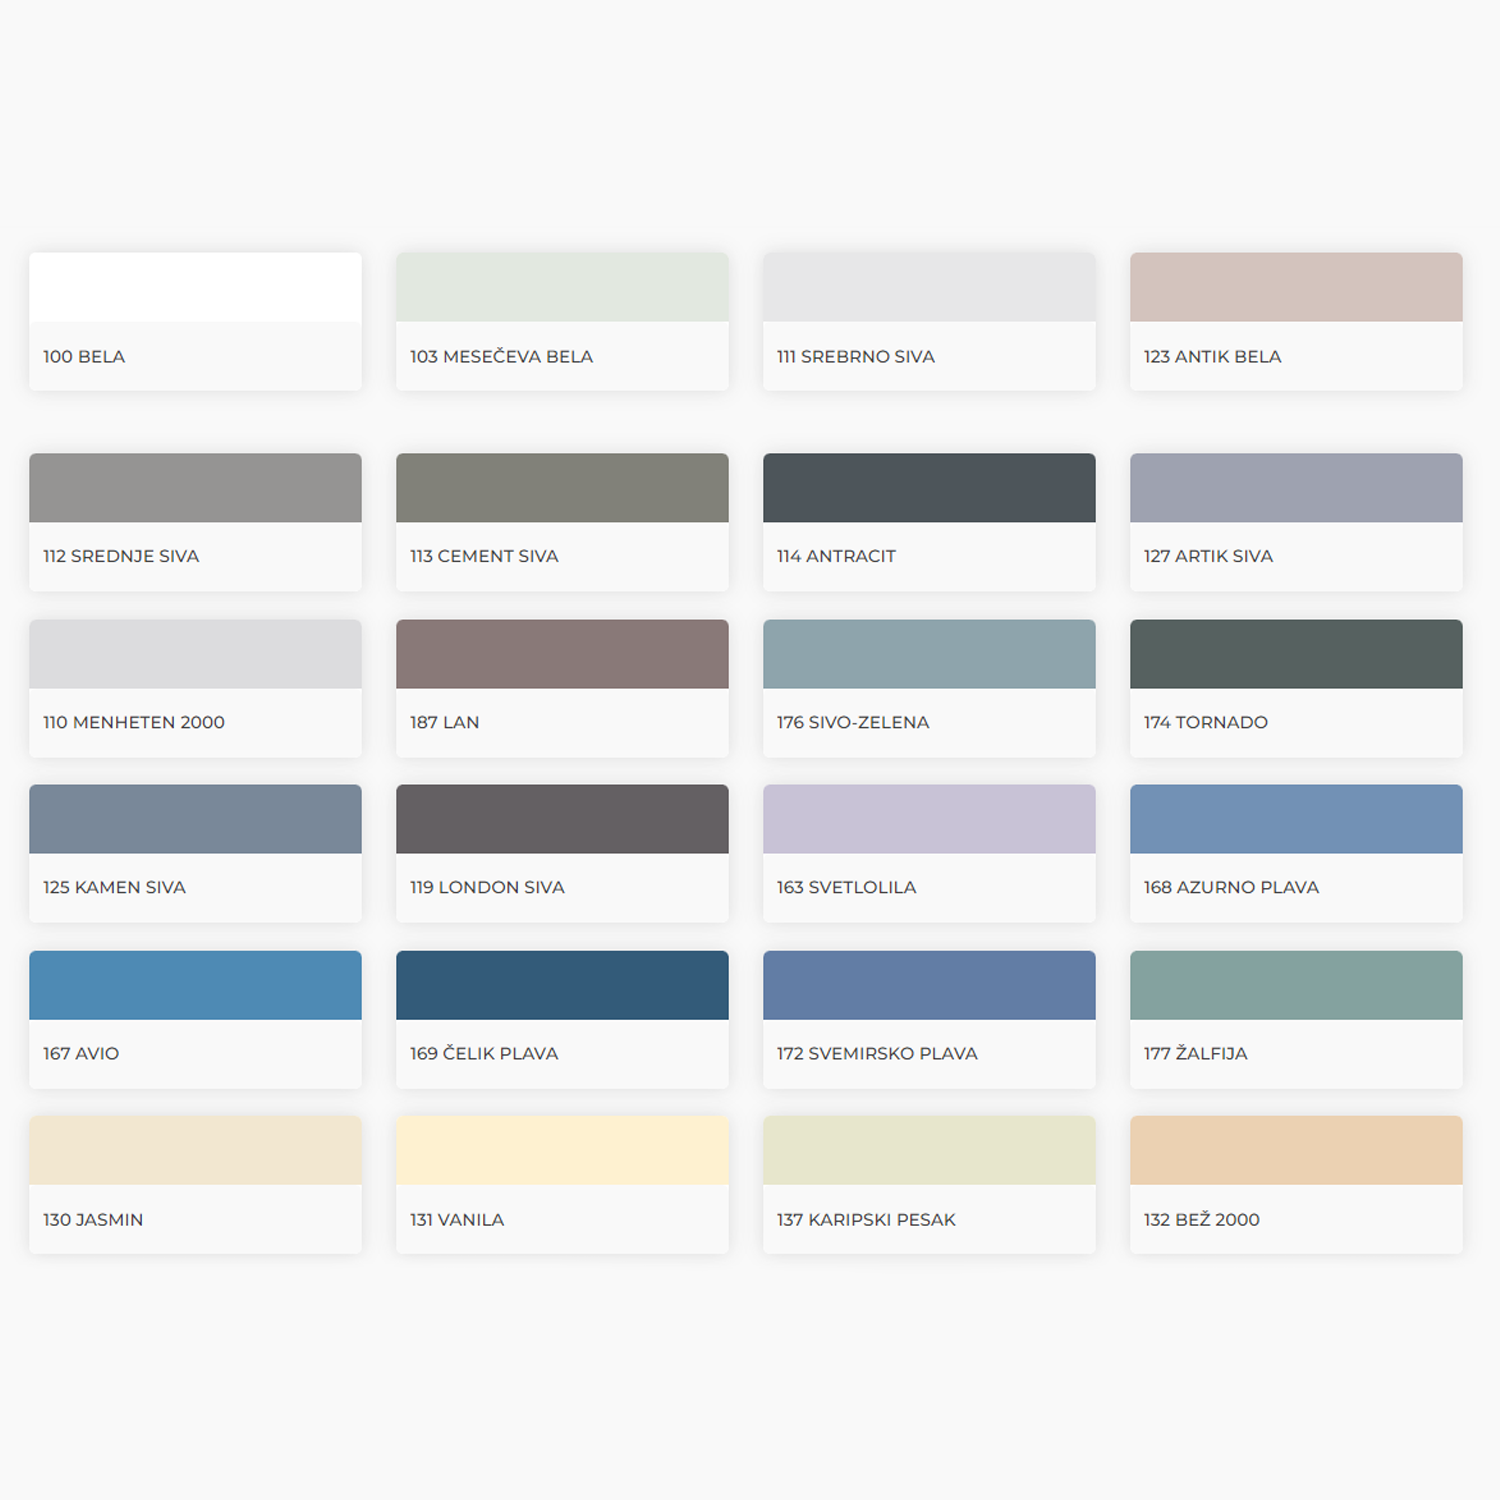 100 BELA
103 MESEČEVA BELA
111 SREBRNO SIVA
123 ANTIK BELA
112 SREDNJE SIVA
113 CEMENT SIVA
114 ANTRACIT
127 ARTIK SIVA
110 MENHETEN 2000
187 LAN
176 SIVO-ZELENA
174 TORNADO
125 KAMEN SIVA
119 LONDON SIVA
163 SVETLOLILA
168 AZURNO PLAVA
167 AVIO
169 ČELIK PLAVA
172 SVEMIRSKO PLAVA
177 ŽALFIJA
130 JASMIN
131 VANILA
137 KARIPSKI PESAK
132 BEŽ 2000